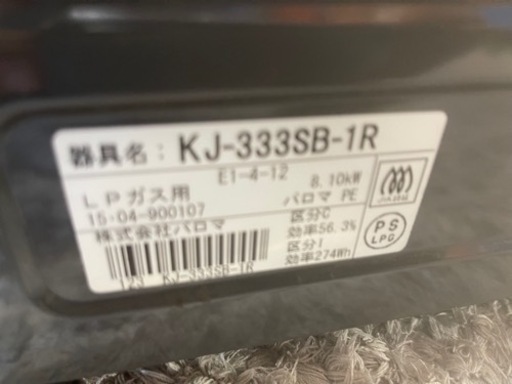 器具名: KJ-333SB-1R
E1-4-12
LPガス用 8.10kW
15・04-900107 パロマ PE
株式会社パロマ 区分C
効率56.3%
区分I
効率274Wh
123 KJ-333SB-1R
PS
LPG